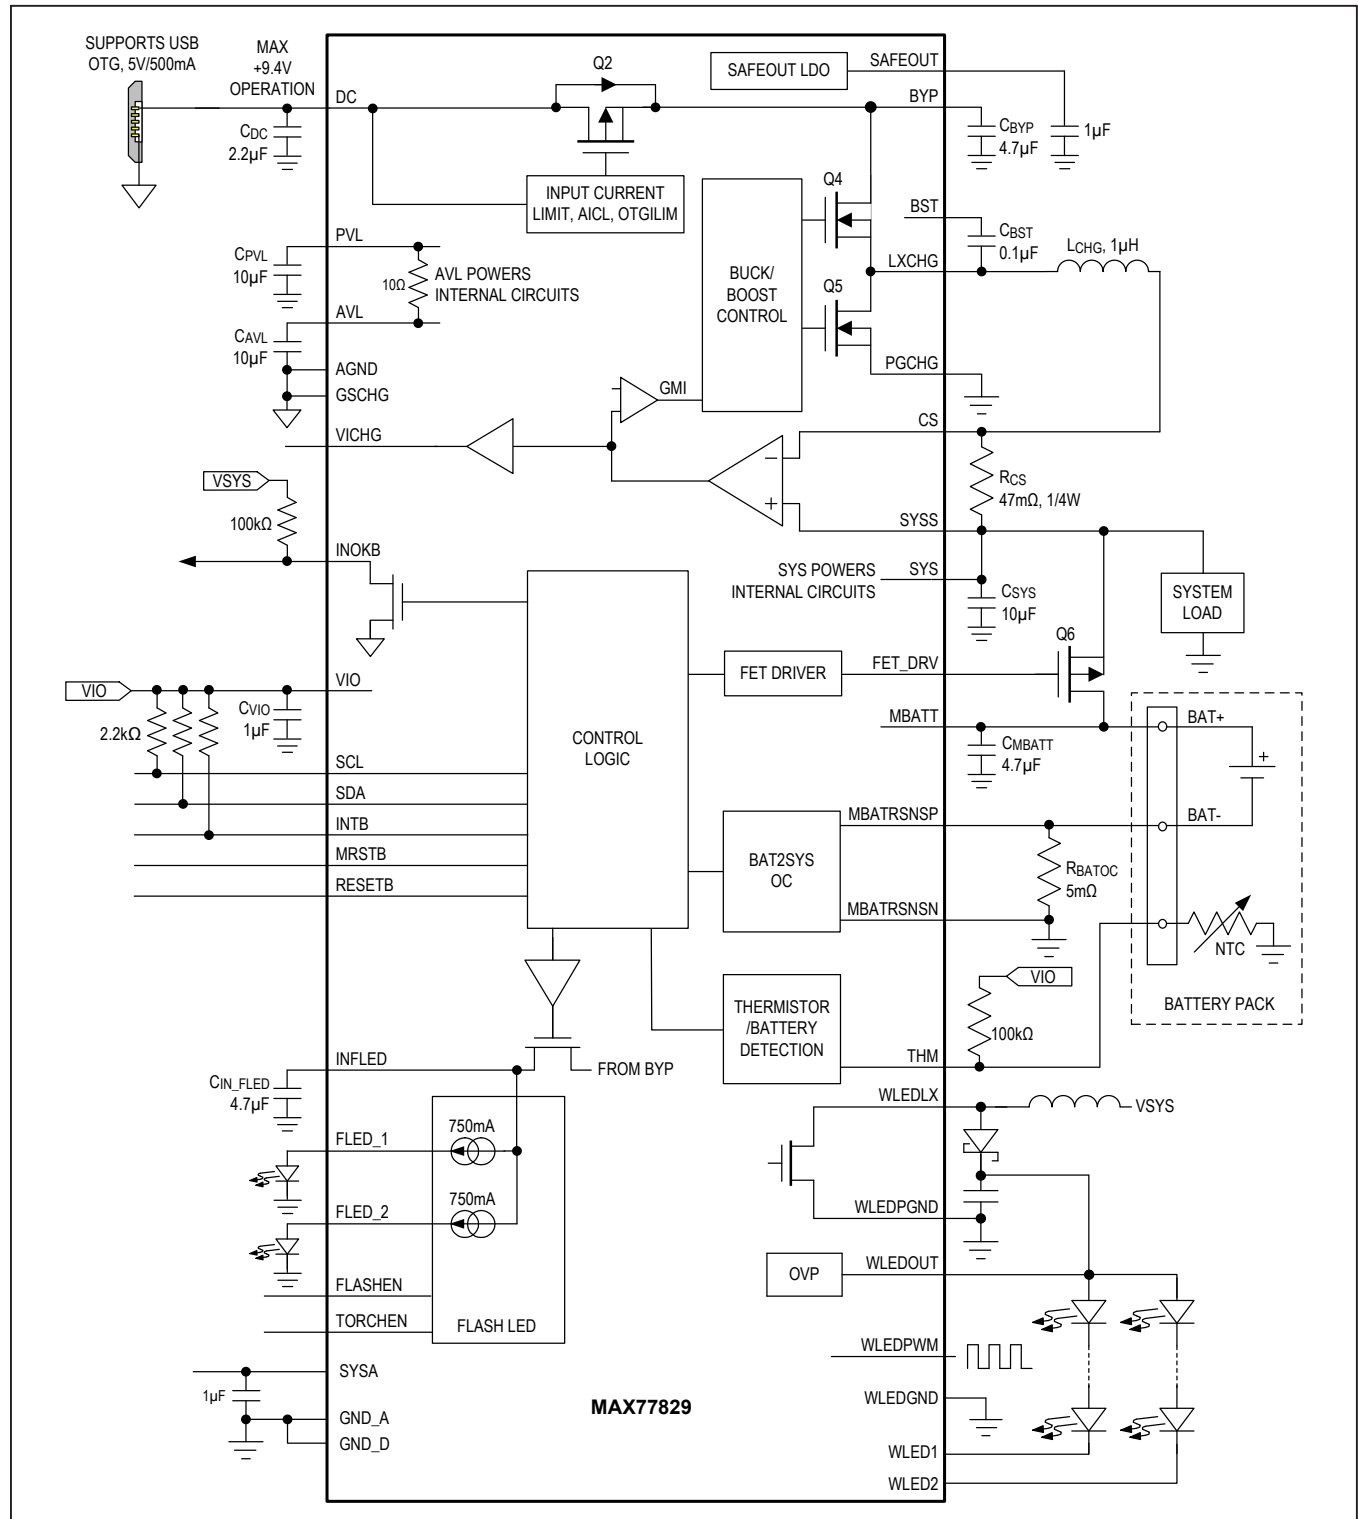 SUPPORTS USB
OTG, 5V/500mA
MAX
+9.4V
OPERATION
DC
CDC
2.2µF
Q2
INPUT CURRENT
LIMIT, AICL, OTGILIM
SAFEOUT LDO
SAFEOUT
BYP
CBYP
4.7µF
1µF
Q4
BST
CBST
0.1µF
LCHG, 1µH
LXCHG
BUCK/
BOOST
CONTROL
Q5
PGCHG
PVL
CPVL
10µF
10Ω
AVL POWERS
INTERNAL CIRCUITS
AVL
CAVL
10µF
AGND
GSCHG
GMI
VICHG
CS
−
+
RCS
47mΩ, 1/4W
SYSS
VSYS
100kΩ
INOKB
SYS POWERS
INTERNAL CIRCUITS
SYS
CSYS
10µF
SYSTEM
LOAD
Q6
FET DRIVER
FET_DRV
VIO
VIO
CVIO
1µF
2.2kΩ
SCL
SDA
INTB
MRSTB
RESETB
CONTROL
LOGIC
MBATT
CMBATT
4.7µF
BAT+
+
BAT-
MBATRSNSP
BAT2SYS
OC
RBATOC
5mΩ
MBATRSNSN
NTC
BATTERY PACK
VIO
100kΩ
THERMISTOR
/BATTERY
DETECTION
THM
INFLED
FROM BYP
CIN_FLED
4.7µF
FLED_1
750mA
FLED_2
750mA
FLASHEN
TORCHEN
FLASH LED
WLEDLX
VSYS
WLEDPGND
OVP
WLEDOUT
WLEDPWM
WLEDGND
WLED1
WLED2
SYSA
1µF
GND_A
GND_D
MAX77829